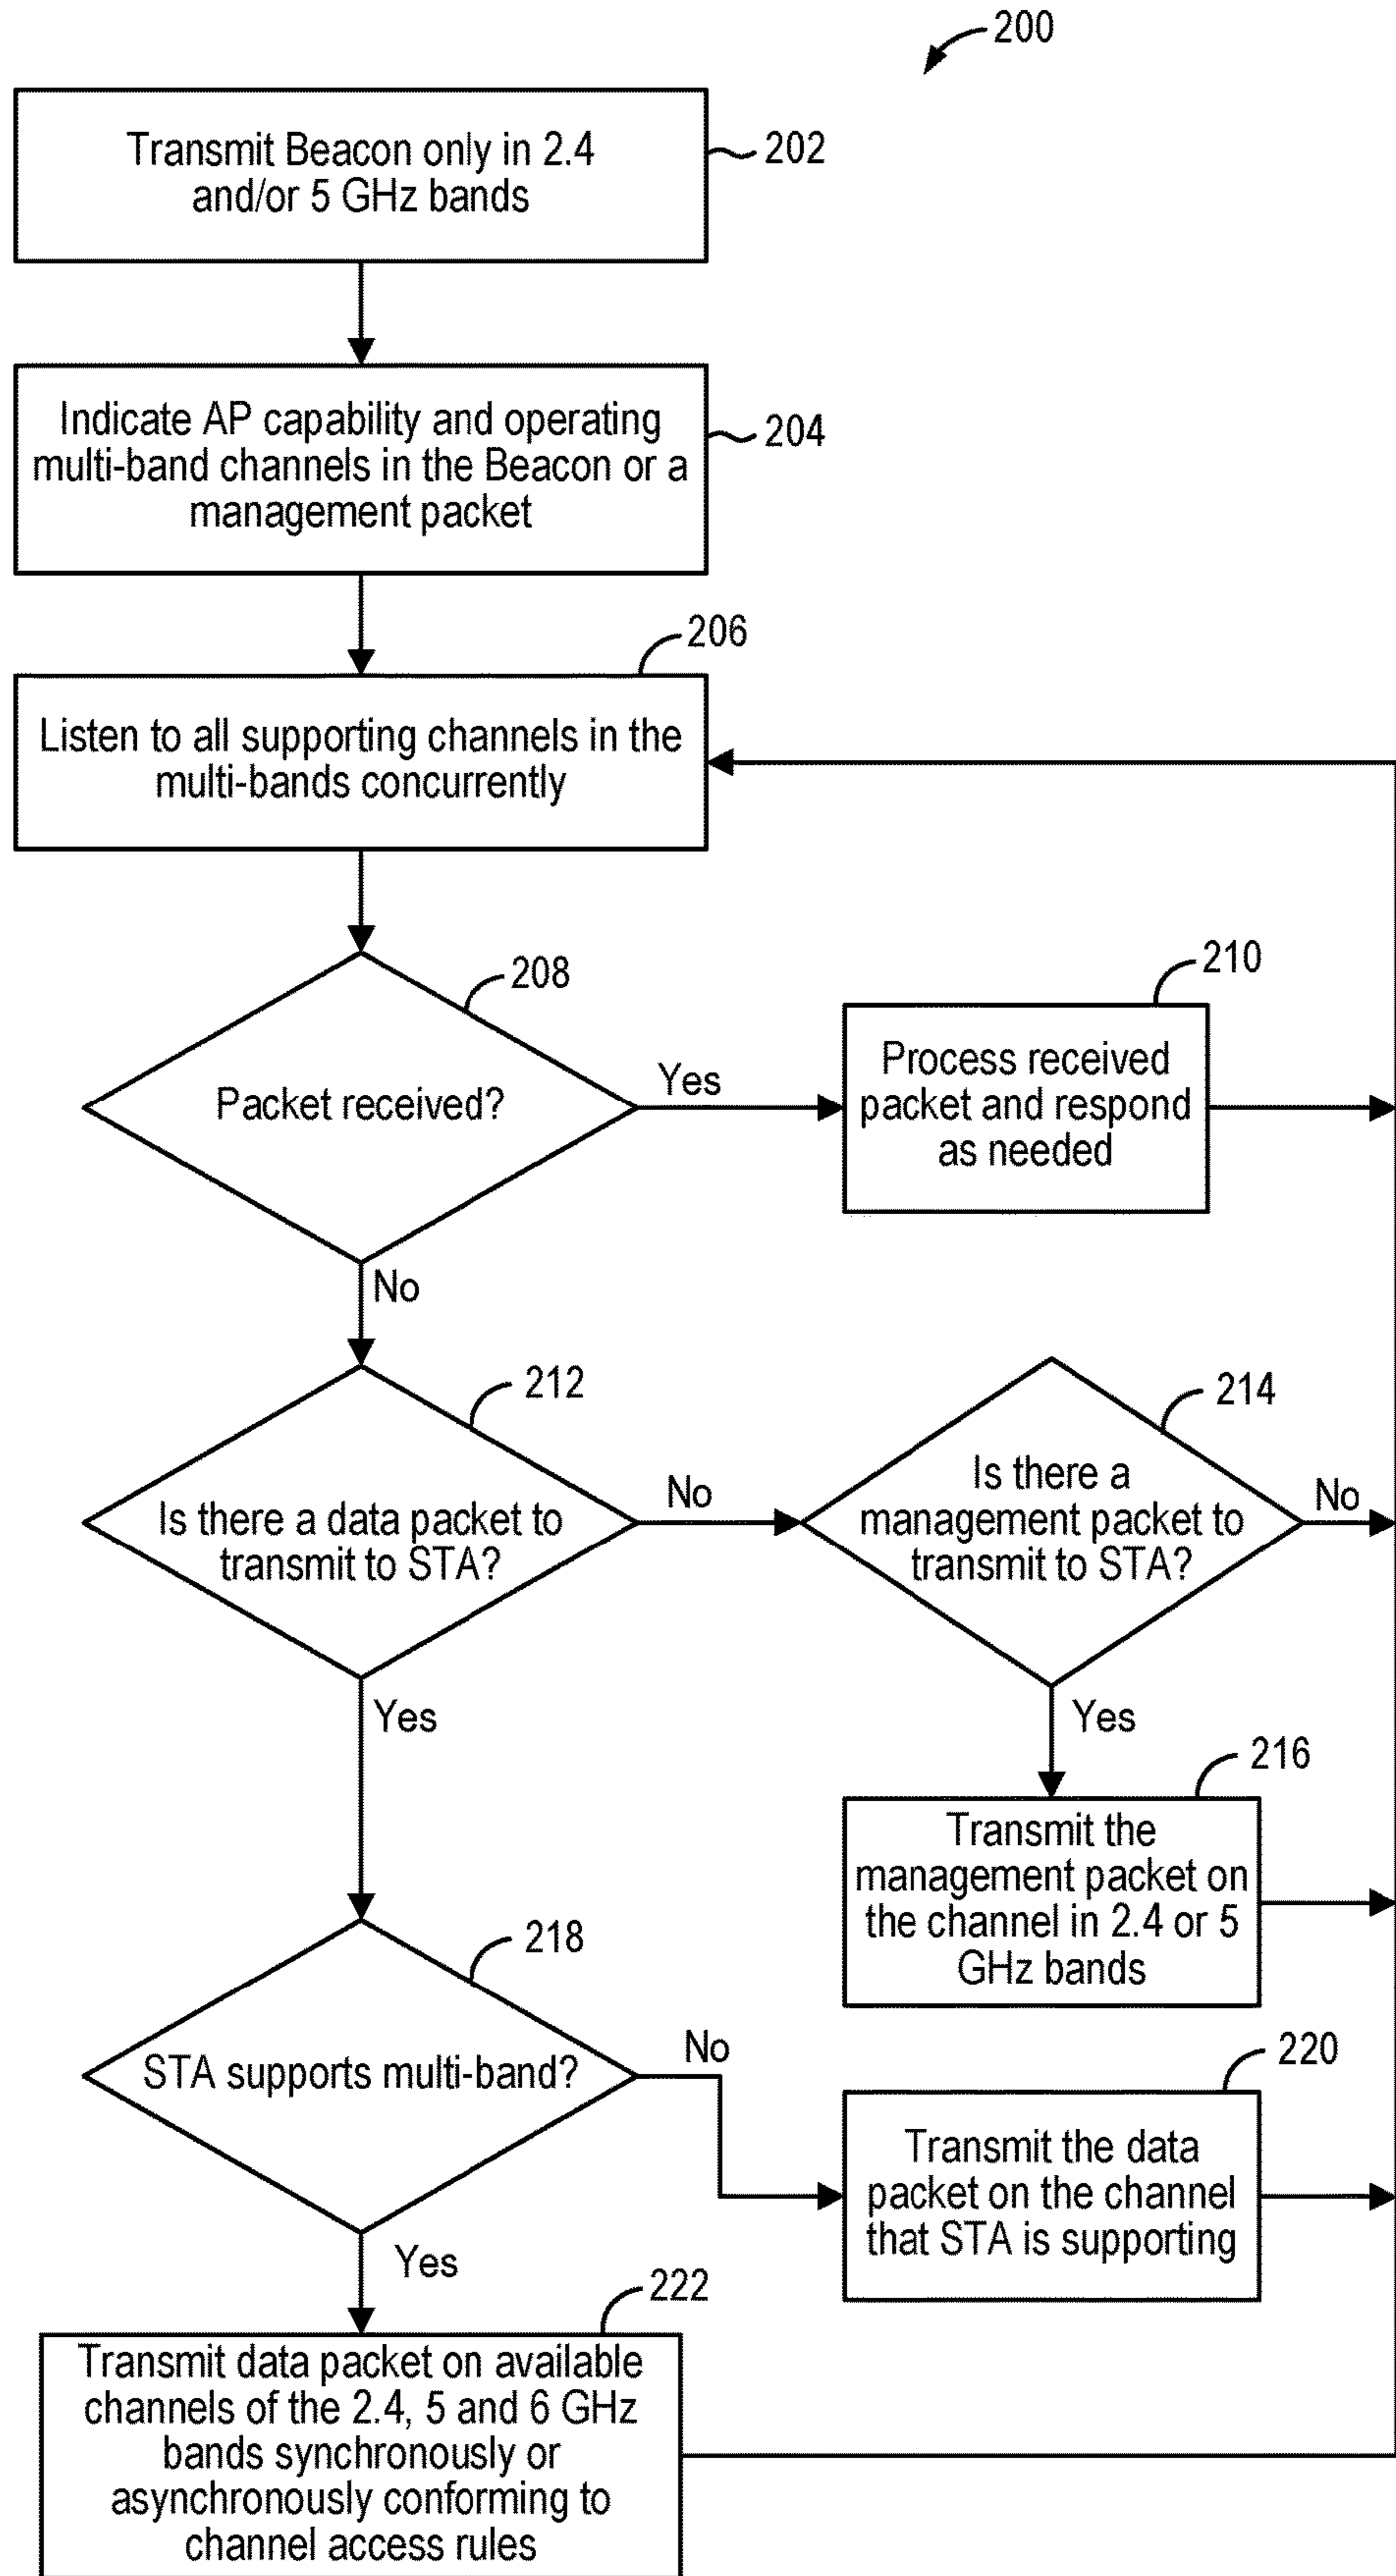 200
Transmit Beacon only in 2.4
and/or 5 GHz bands
202
Indicate AP capability and operating
multi-band channels in the Beacon or a
management packet
204
206
Listen to all supporting channels in the
multi-bands concurrently
208
Packet received?
Yes
210
Process received
packet and respond
as needed
No
212
Is there a data packet to
transmit to STA?
No
214
Is there a
management packet to
transmit to STA?
No
Yes
Yes
216
Transmit the
management packet on
the channel in 2.4 or 5
GHz bands
218
STA supports multi-band?
No
220
Transmit the data
packet on the channel
that STA is supporting
Yes
222
Transmit data packet on available
channels of the 2.4, 5 and 6 GHz
bands synchronously or
asynchronously conforming to
channel access rules